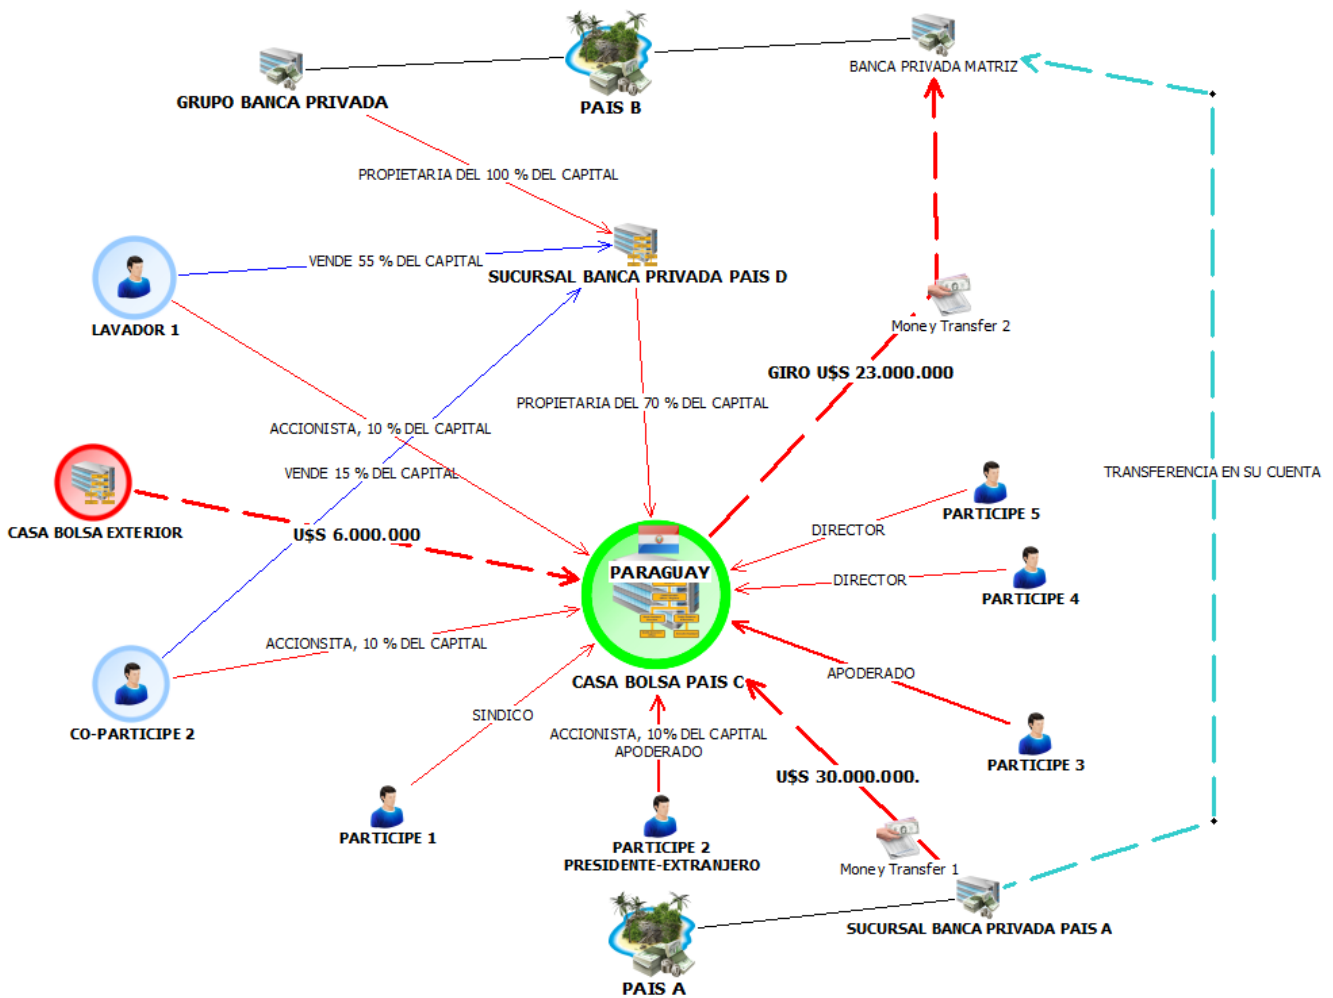 BANCA PRIVADA MATRIZ
GRUPO BANCA PRIVADA
PAIS B
PROPIETARIA DEL 100 % DEL CAPITAL
VENDE 55 % DEL CAPITAL
SUCURSAL BANCA PRIVADA PAIS D
LAVADOR 1
Money Transfer 2
GIRO U$S 23.000.000
PROPIETARIA DEL 70 % DEL CAPITAL
ACCIONISTA, 10 % DEL CAPITAL
VENDE 15 % DEL CAPITAL
TRANSFERENCIA EN SU CUENTA
CASA BOLSA EXTERIOR
U$S 6.000.000
PARTICIPE 5
DIRECTOR
PARAGUAY
DIRECTOR
PARTICIPE 4
ACCIONSITA, 10 % DEL CAPITAL
CASA BOLSA PAIS C
APODERADO
SINDICO
CO-PARTICIPE 2
ACCIONISTA, 10% DEL CAPITAL
APODERADO
PARTICIPE 3
U$S 30.000.000.
PARTICIPE 1
PARTICIPE 2
PRESIDENTE-EXTRANJERO
Money Transfer 1
SUCURSAL BANCA PRIVADA PAIS A
PAIS A